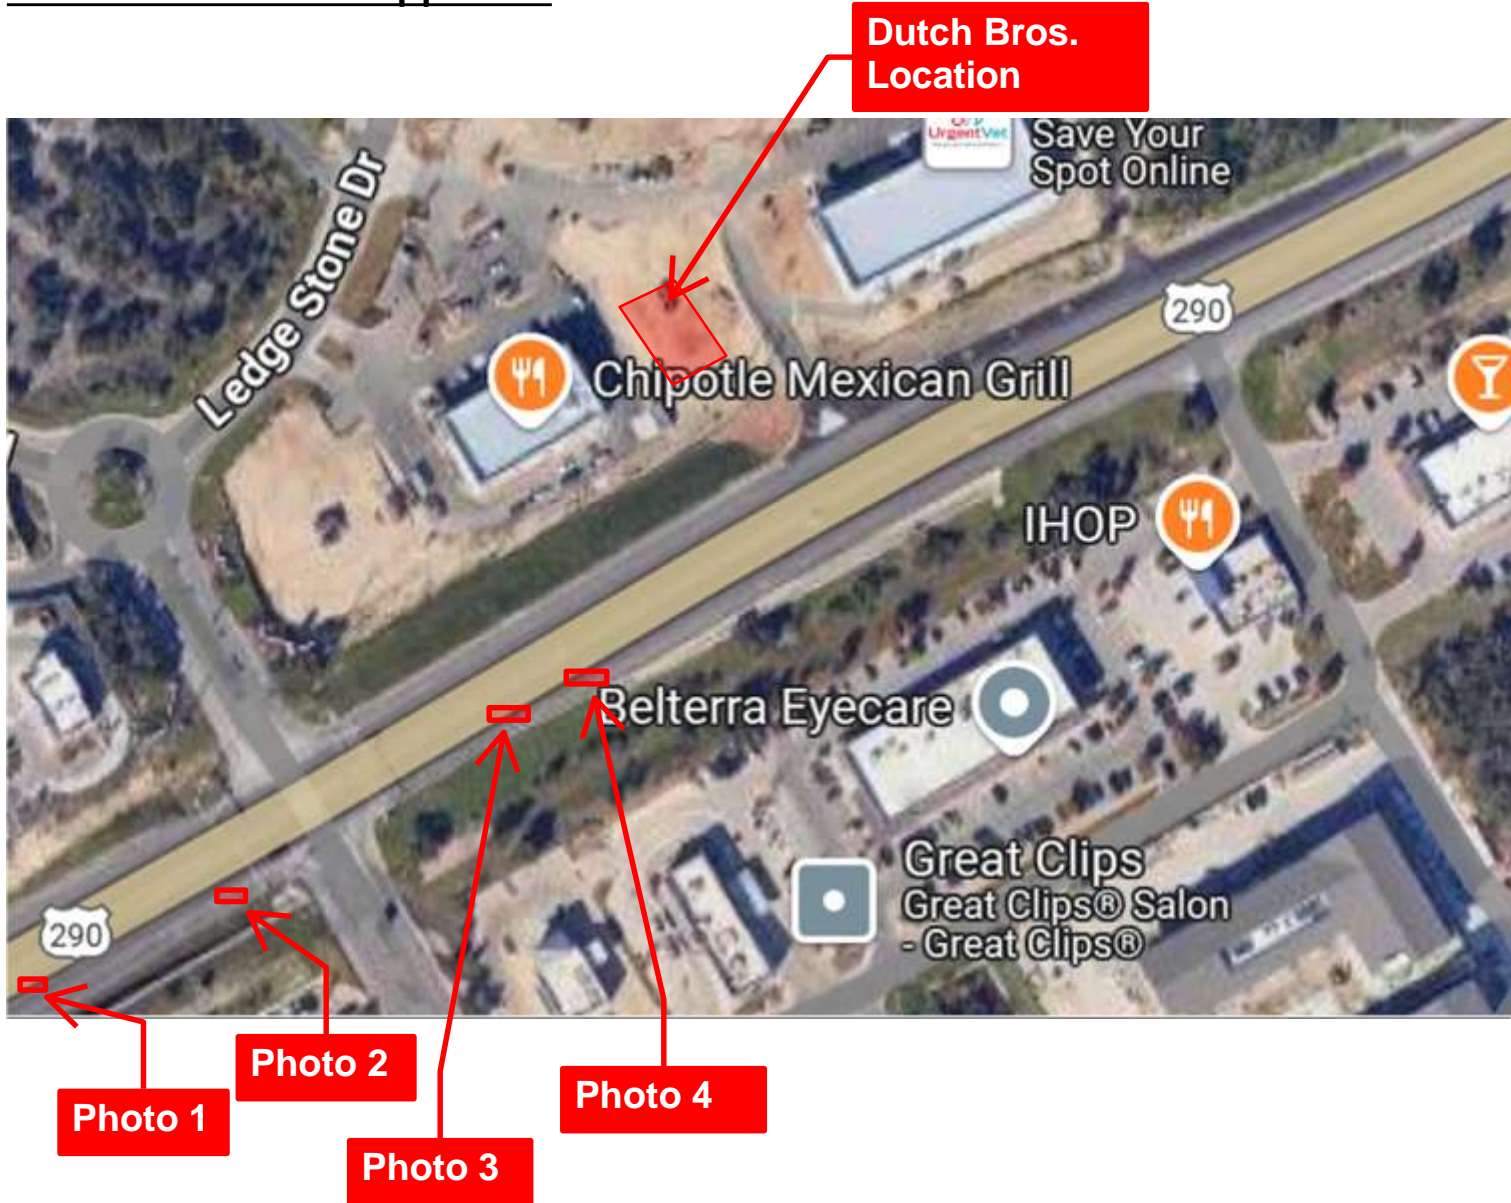 Dutch Bros.
Location
UrgentVet
Save Your
Spot Online
Ledge Stone Dr
290
Chipotle Mexican Grill
IHOP
Belterra Eyecare
Great Clips
Great Clips® Salon
- Great Clips®
290
Photo 2
Photo 4
Photo 1
Photo 3